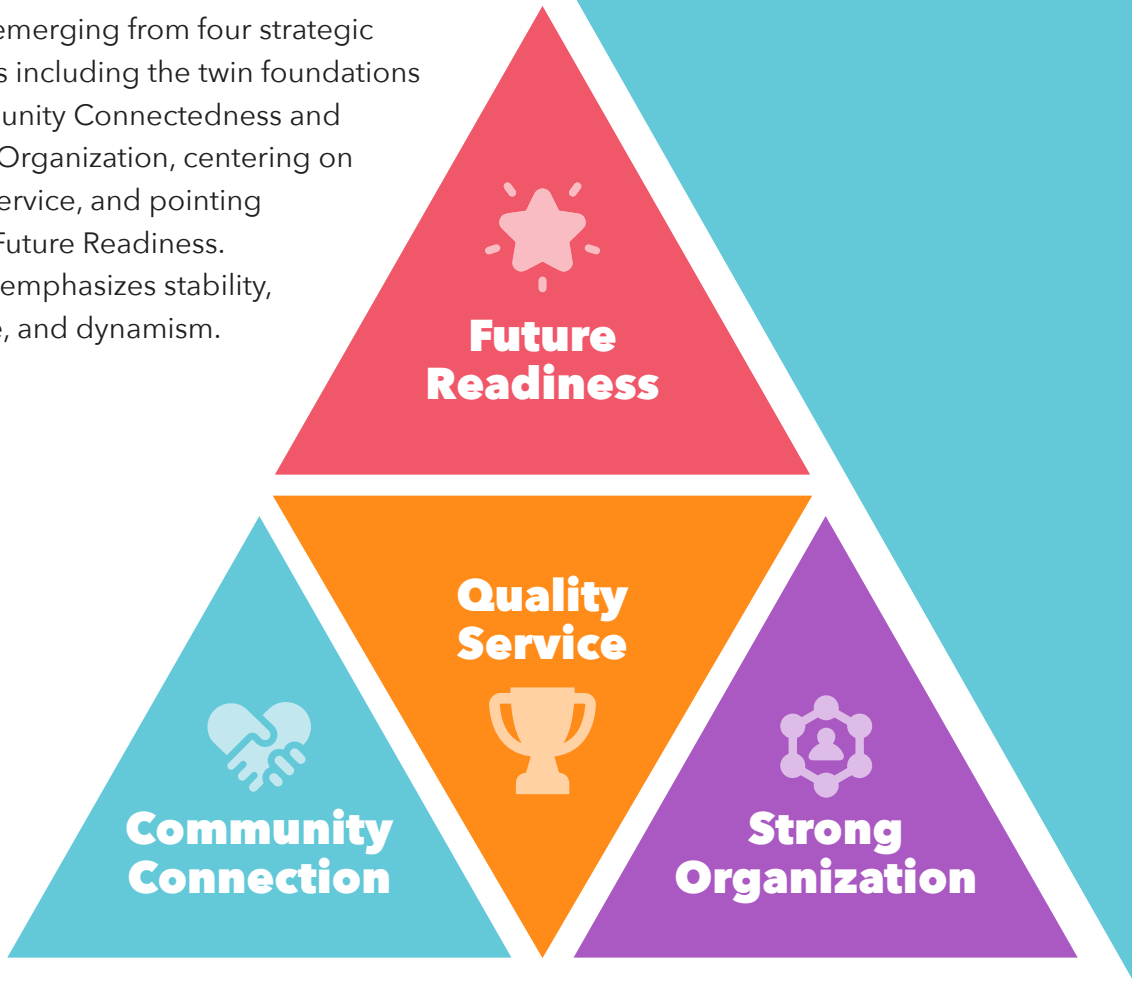 emerging from four strategic
s including the twin foundations
unity Connectedness and
Organization, centering on
ervice, and pointing
Future Readiness.
emphasizes stability,
e, and dynamism.
Future
Readiness
Quality
Service
Community
Connection
Strong
Organization